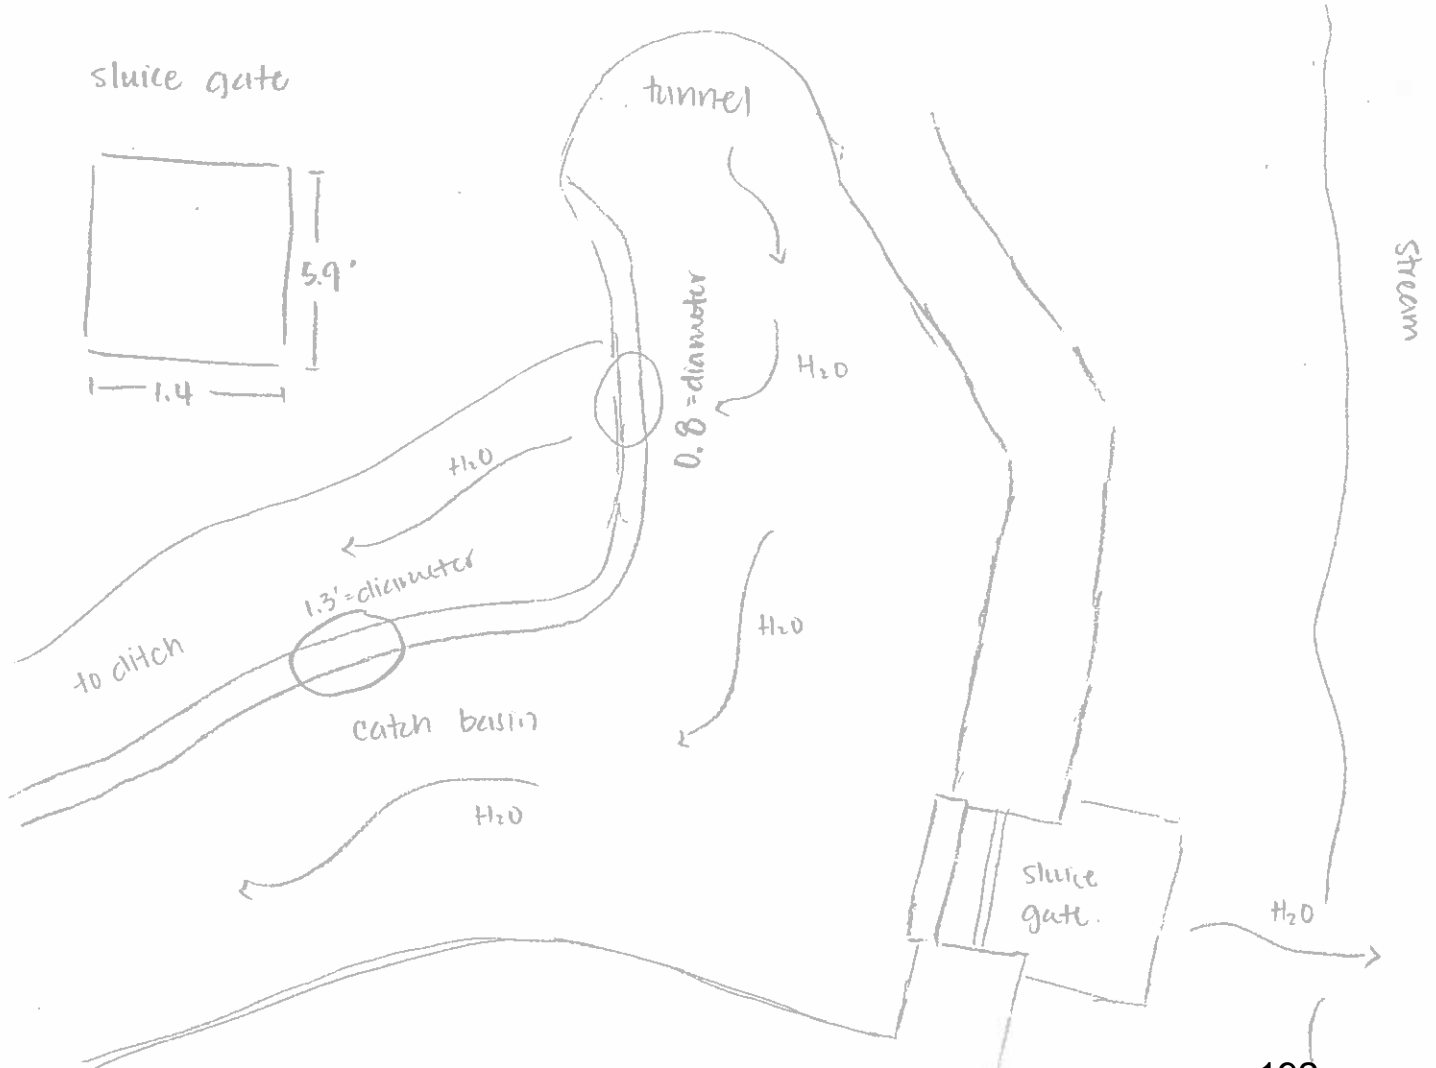 sluice gate
tunnel
5.9'
1.4
stream
0.8 = diameter
H2O
H2O
1.3' = diameter
H2O
to ditch
catch basin
H2O
sluice
gate.
H2O